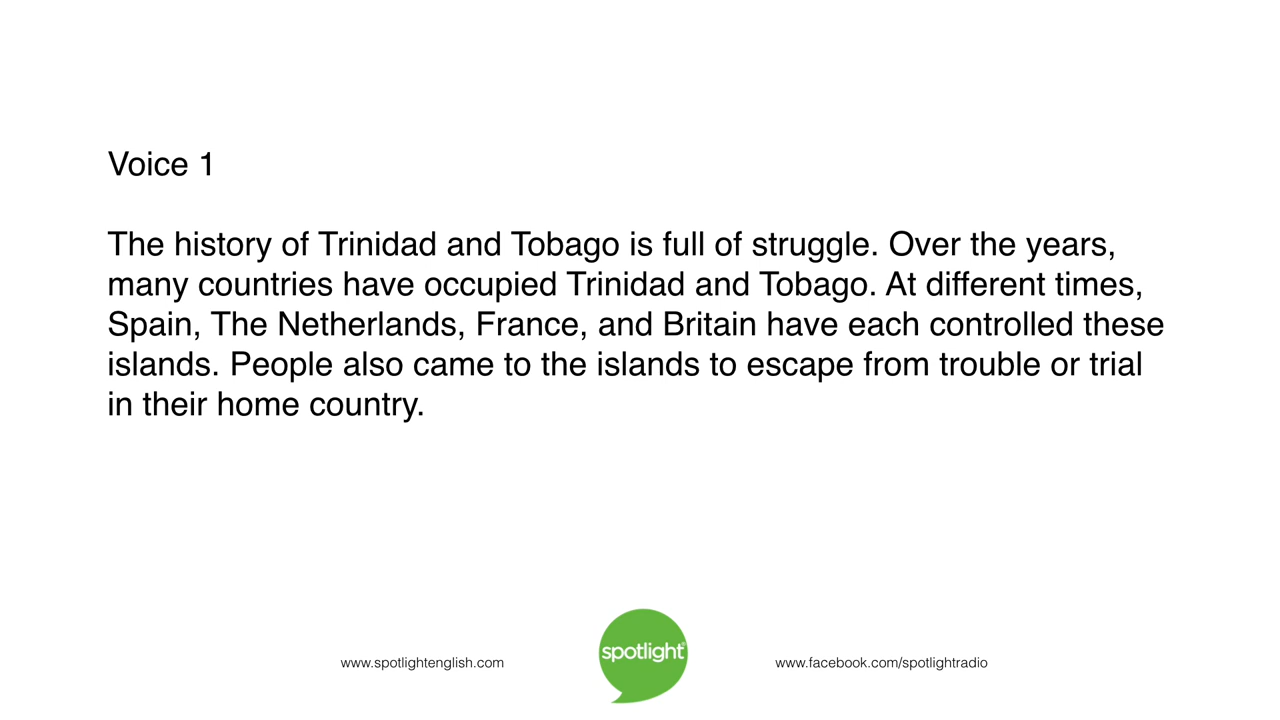 Voice 1
The history of Trinidad and Tobago is full of struggle. Over the years,
many countries have occupied Trinidad and Tobago. At different times,
Spain, The Netherlands, France, and Britain have each controlled these
islands. People also came to the islands to escape from trouble or trial
in their home country.
www.spotlightenglish.com
spotlight®
www.facebook.com/spotlightradio